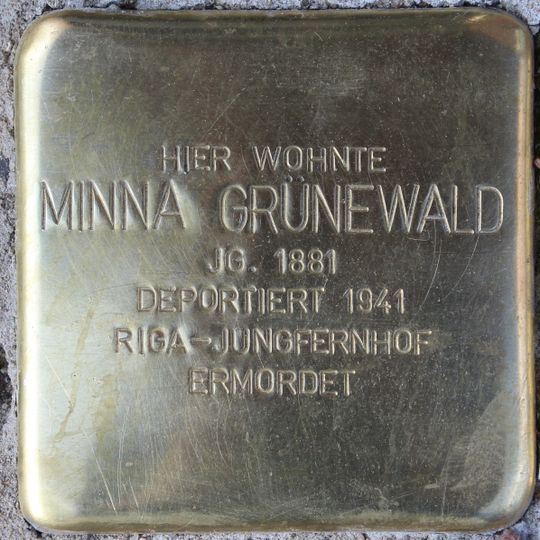 HIER WOHNTE
MINNA GRÜNEWALD
JG. 1881
DEPORTIERT 1941
RIGA-JUNGFERNHOF
ERMORDET